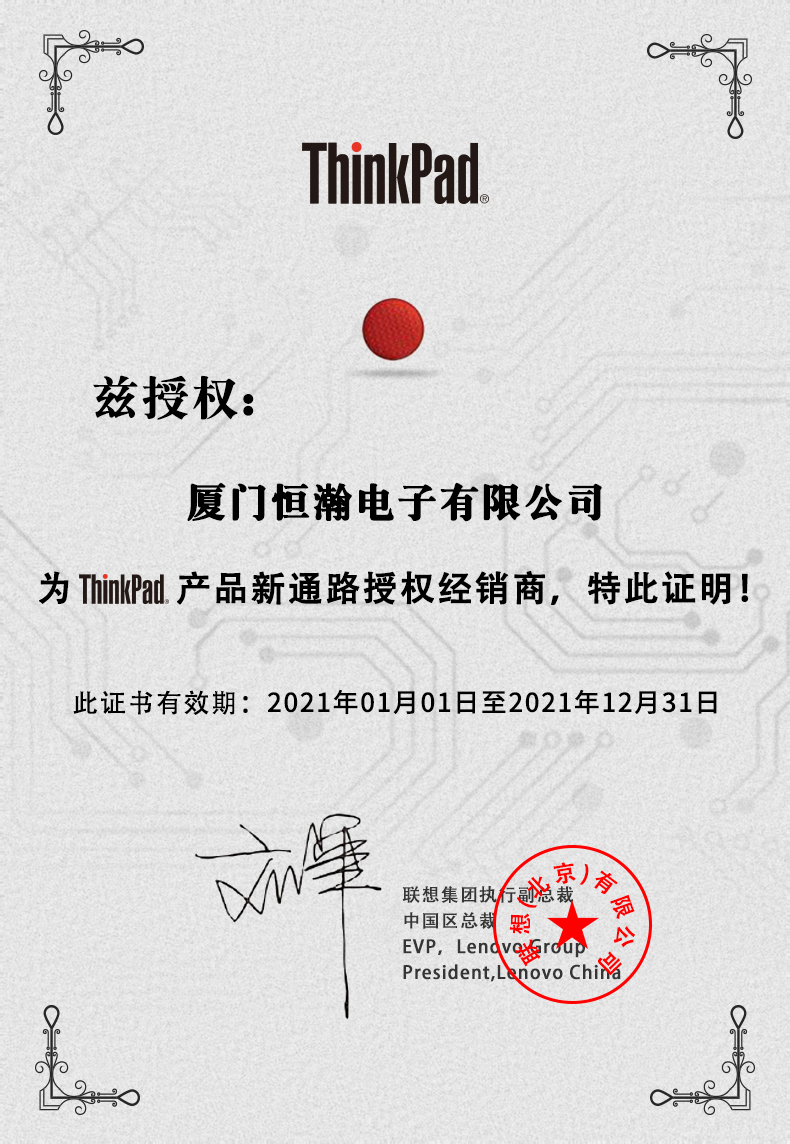 ThinkPad®
兹授权：
厦门恒瀚电子有限公司
为 ThinkPad® 产品新通路授权经销商，特此证明！
此证书有效期：2021年01月01日至2021年12月31日
联想集团执行副总裁
中国区总裁
EVP，Lenovo Group
President,Lenovo China
联想(北京)有限公司